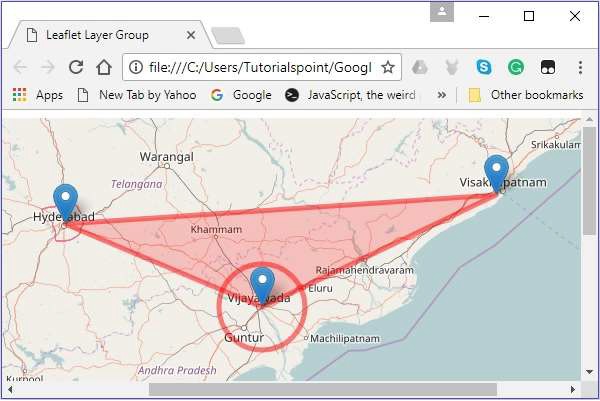 Leaflet Layer Group
file:///C:/Users/Tutorialspoint/Googl
Apps New Tab by Yahoo Google JavaScript, the weird Other bookmarks
Srikakulam
Warangal
Telangana
Visakhapatnam
Hyderabad
Khammam
Rajamahendravaram
Eluru
Vijayawada
Guntur
Machilipatnam
Andhra Pradesh
Kurnool